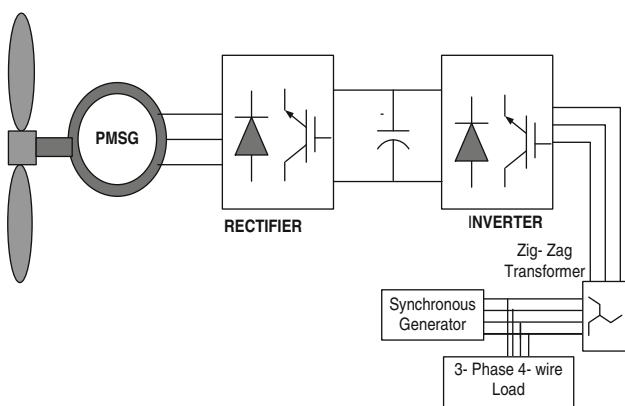 PMSG
RECTIFIER
INVERTER
Zig- Zag
Transformer
Synchronous
Generator
3- Phase 4- wire
Load